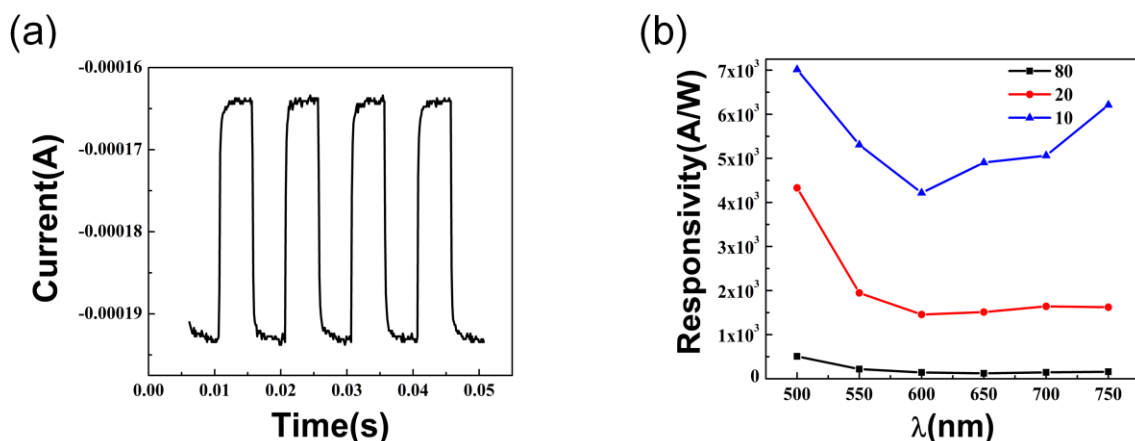 (a)
-0.00016
-0.00017
-0.00018
-0.00019
Current(A)
0.00 0.01 0.02 0.03 0.04 0.05
Time(s)
(b)
7x10³
6x10³
5x10³
4x10³
3x10³
2x10³
1x10³
0
Responsivity(A/W)
80
20
10
500 550 600 650 700 750
λ(nm)